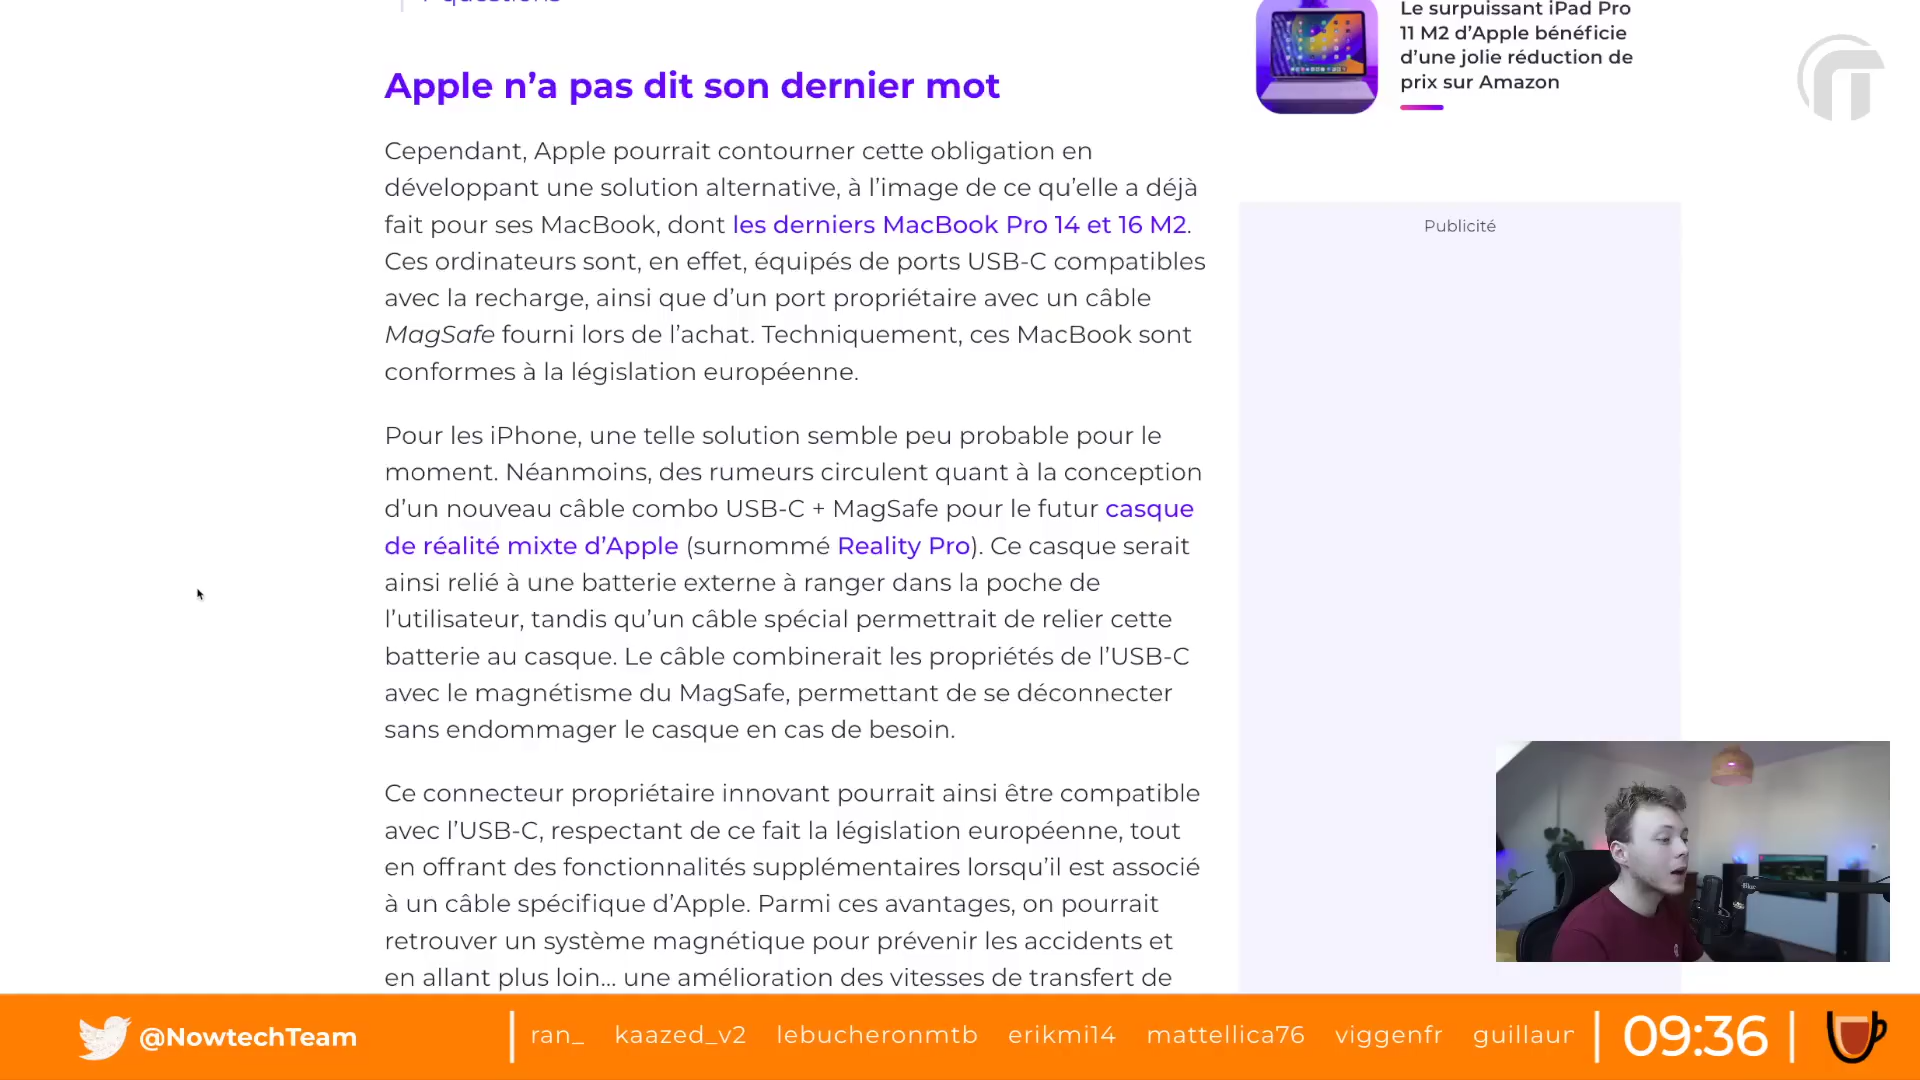 Apple n’a pas dit son dernier mot
Cependant, Apple pourrait contourner cette obligation en
développant une solution alternative, à l’image de ce qu’elle a déjà
fait pour ses MacBook, dont les derniers MacBook Pro 14 et 16 M2.
Ces ordinateurs sont, en effet, équipés de ports USB-C compatibles
avec la recharge, ainsi que d’un port propriétaire avec un câble
MagSafe fourni lors de l’achat. Techniquement, ces MacBook sont
conformes à la législation européenne.
Pour les iPhone, une telle solution semble peu probable pour le
moment. Néanmoins, des rumeurs circulent quant à la conception
d’un nouveau câble combo USB-C + MagSafe pour le futur casque
de réalité mixte d’Apple (surnommé Reality Pro). Ce casque serait
ainsi relié à une batterie externe à ranger dans la poche de
l’utilisateur, tandis qu’un câble spécial permettrait de relier cette
batterie au casque. Le câble combinerait les propriétés de l’USB-C
avec le magnétisme du MagSafe, permettant de se déconnecter
sans endommager le casque en cas de besoin.
Ce connecteur propriétaire innovant pourrait ainsi être compatible
avec l’USB-C, respectant de ce fait la législation européenne, tout
en offrant des fonctionnalités supplémentaires lorsqu’il est associé
à un câble spécifique d’Apple. Parmi ces avantages, on pourrait
retrouver un système magnétique pour prévenir les accidents et
en allant plus loin… une amélioration des vitesses de transfert de
Le surpuissant iPad Pro
11 M2 d’Apple bénéficie
d’une jolie réduction de
prix sur Amazon
Publicité
@NowtechTeam
ran_ kaazed_v2 lebucheronmtb erikmi14 mattellica76 viggenfr guillaur
09:36